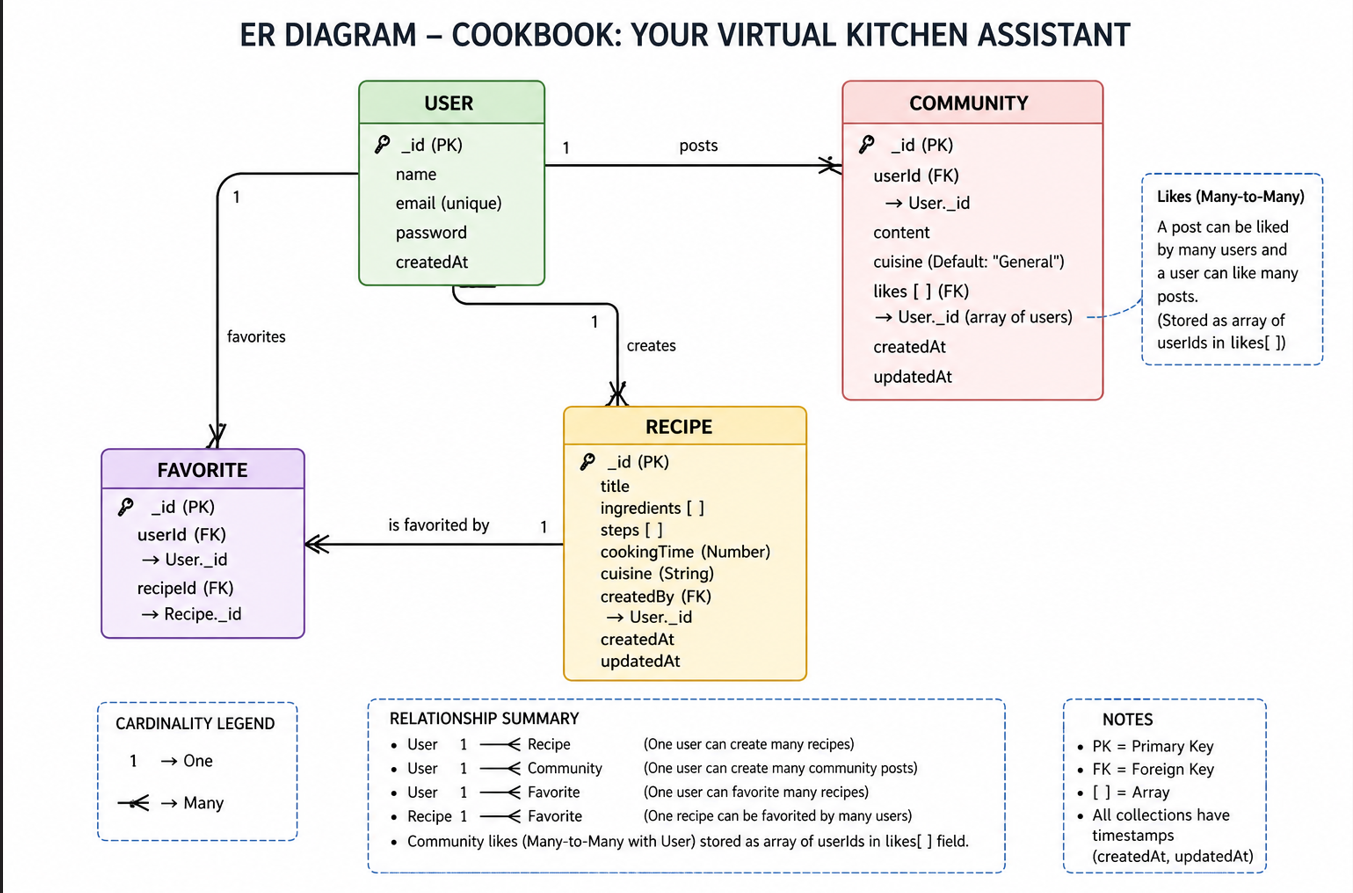 ER DIAGRAM – COOKBOOK: YOUR VIRTUAL KITCHEN ASSISTANT
USER
_id (PK)
name
email (unique)
password
createdAt
1
posts
COMMUNITY
_id (PK)
userId (FK)
→ User._id
content
cuisine (Default: "General")
likes [ ] (FK)
→ User._id (array of users)
createdAt
updatedAt
Likes (Many-to-Many)
A post can be liked
by many users and
a user can like many
posts.
(Stored as array of
userIds in likes[ ])
1
favorites
1
creates
FAVORITE
_id (PK)
userId (FK)
→ User._id
recipeId (FK)
→ Recipe._id
is favorited by
1
RECIPE
_id (PK)
title
ingredients [ ]
steps [ ]
cookingTime (Number)
cuisine (String)
createdBy (FK)
→ User._id
createdAt
updatedAt
CARDINALITY LEGEND
1 → One
→ Many
RELATIONSHIP SUMMARY
• User 1 Recipe (One user can create many recipes)
• User 1 Community (One user can create many community posts)
• User 1 Favorite (One user can favorite many recipes)
• Recipe 1 Favorite (One recipe can be favorited by many users)
• Community likes (Many-to-Many with User) stored as array of userIds in likes[ ] field.
NOTES
• PK = Primary Key
• FK = Foreign Key
• [ ] = Array
• All collections have
timestamps
(createdAt, updatedAt)